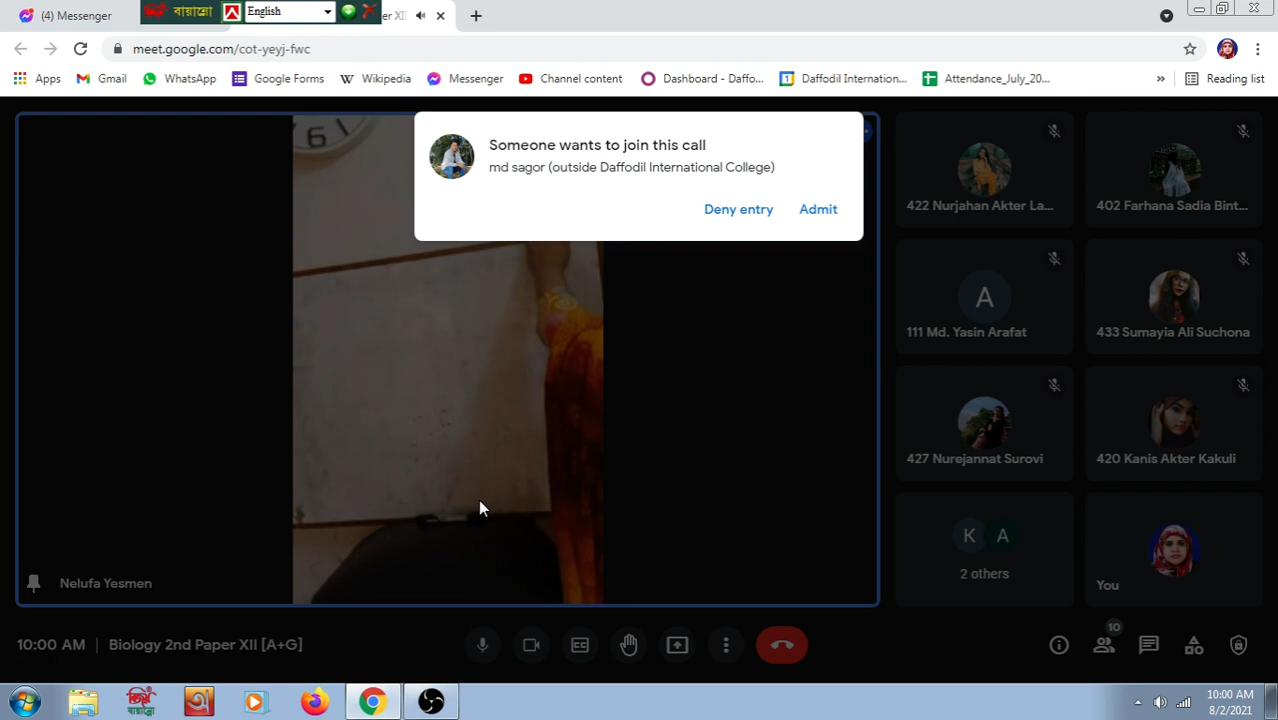 (4) Messenger
বায়ান্নো
English
er XII
meet.google.com/cot-yeyj-fwc
Apps
Gmail
WhatsApp
Google Forms
Wikipedia
Messenger
Channel content
Dashboard - Daffo...
Daffodil Internation...
Attendance_July_20...
»
Reading list
Someone wants to join this call
md sagor (outside Daffodil International College)
Deny entry
Admit
422 Nurjahan Akter La...
402 Farhana Sadia Bint...
A
111 Md. Yasin Arafat
433 Sumayia Ali Suchona
427 Nurejannat Surovi
420 Kanis Akter Kakuli
K
A
2 others
You
Nelufa Yesmen
10:00 AM | Biology 2nd Paper XII [A+G]
CC
10
10:00 AM
8/2/2021